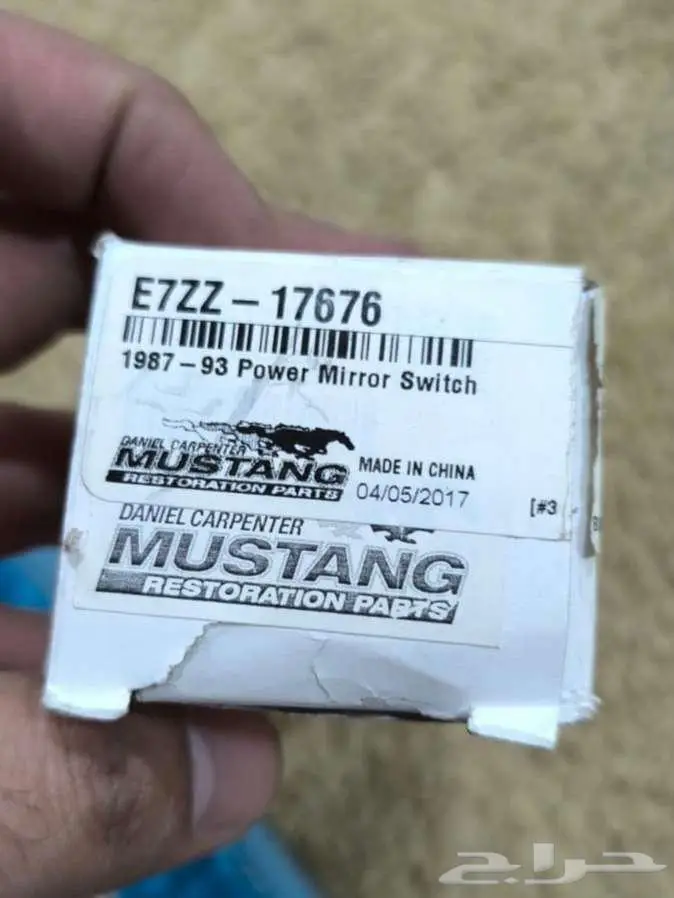 E7ZZ-17676
1987-93 Power Mirror Switch
DANIEL CARPENTER
MUSTANG
RESTORATION PARTS
MADE IN CHINA
04/05/2017
[#3
DANIEL CARPENTER
MUSTANG
RESTORATION PARTS
حراج